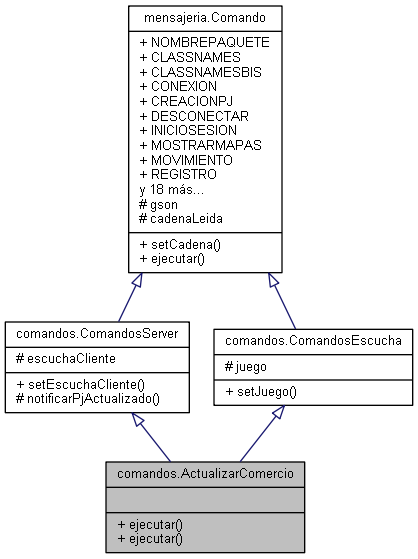 mensajeria.Comando
+ NOMBREPAQUETE
+ CLASSNAMES
+ CLASSNAMESBIS
+ CONEXION
+ CREACIONPJ
+ DESCONECTAR
+ INICIOSESION
+ MOSTRARMAPAS
+ MOVIMIENTO
+ REGISTRO
y 18 más...
# gson
# cadenaLeida
+ setCadena()
+ ejecutar()
comandos.ComandosServer
# escuchaCliente
+ setEscuchaCliente()
# notificarPjActualizado()
comandos.ComandosEscucha
# juego
+ setJuego()
comandos.ActualizarComercio
+ ejecutar()
+ ejecutar()